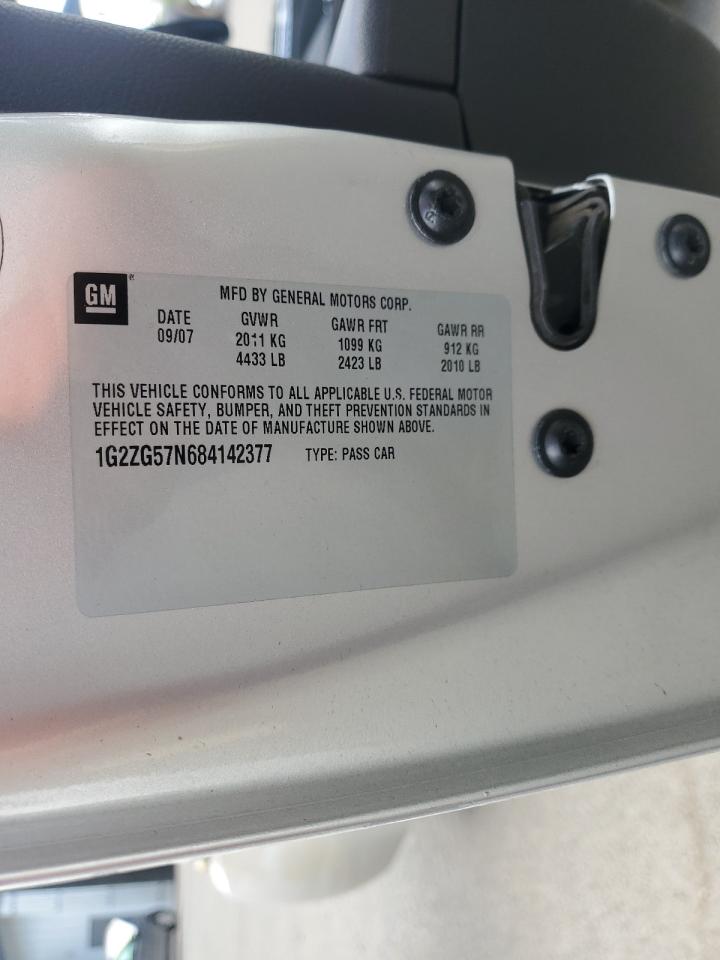 GM
MFD BY GENERAL MOTORS CORP.
DATE GVWR GAWR FRT GAWR RR
09/07 2011 KG 1099 KG 912 KG
4433 LB 2423 LB 2010 LB
THIS VEHICLE CONFORMS TO ALL APPLICABLE U.S. FEDERAL MOTOR
VEHICLE SAFETY, BUMPER, AND THEFT PREVENTION STANDARDS IN
EFFECT ON THE DATE OF MANUFACTURE SHOWN ABOVE.
1G2ZG57N684142377 TYPE: PASS CAR